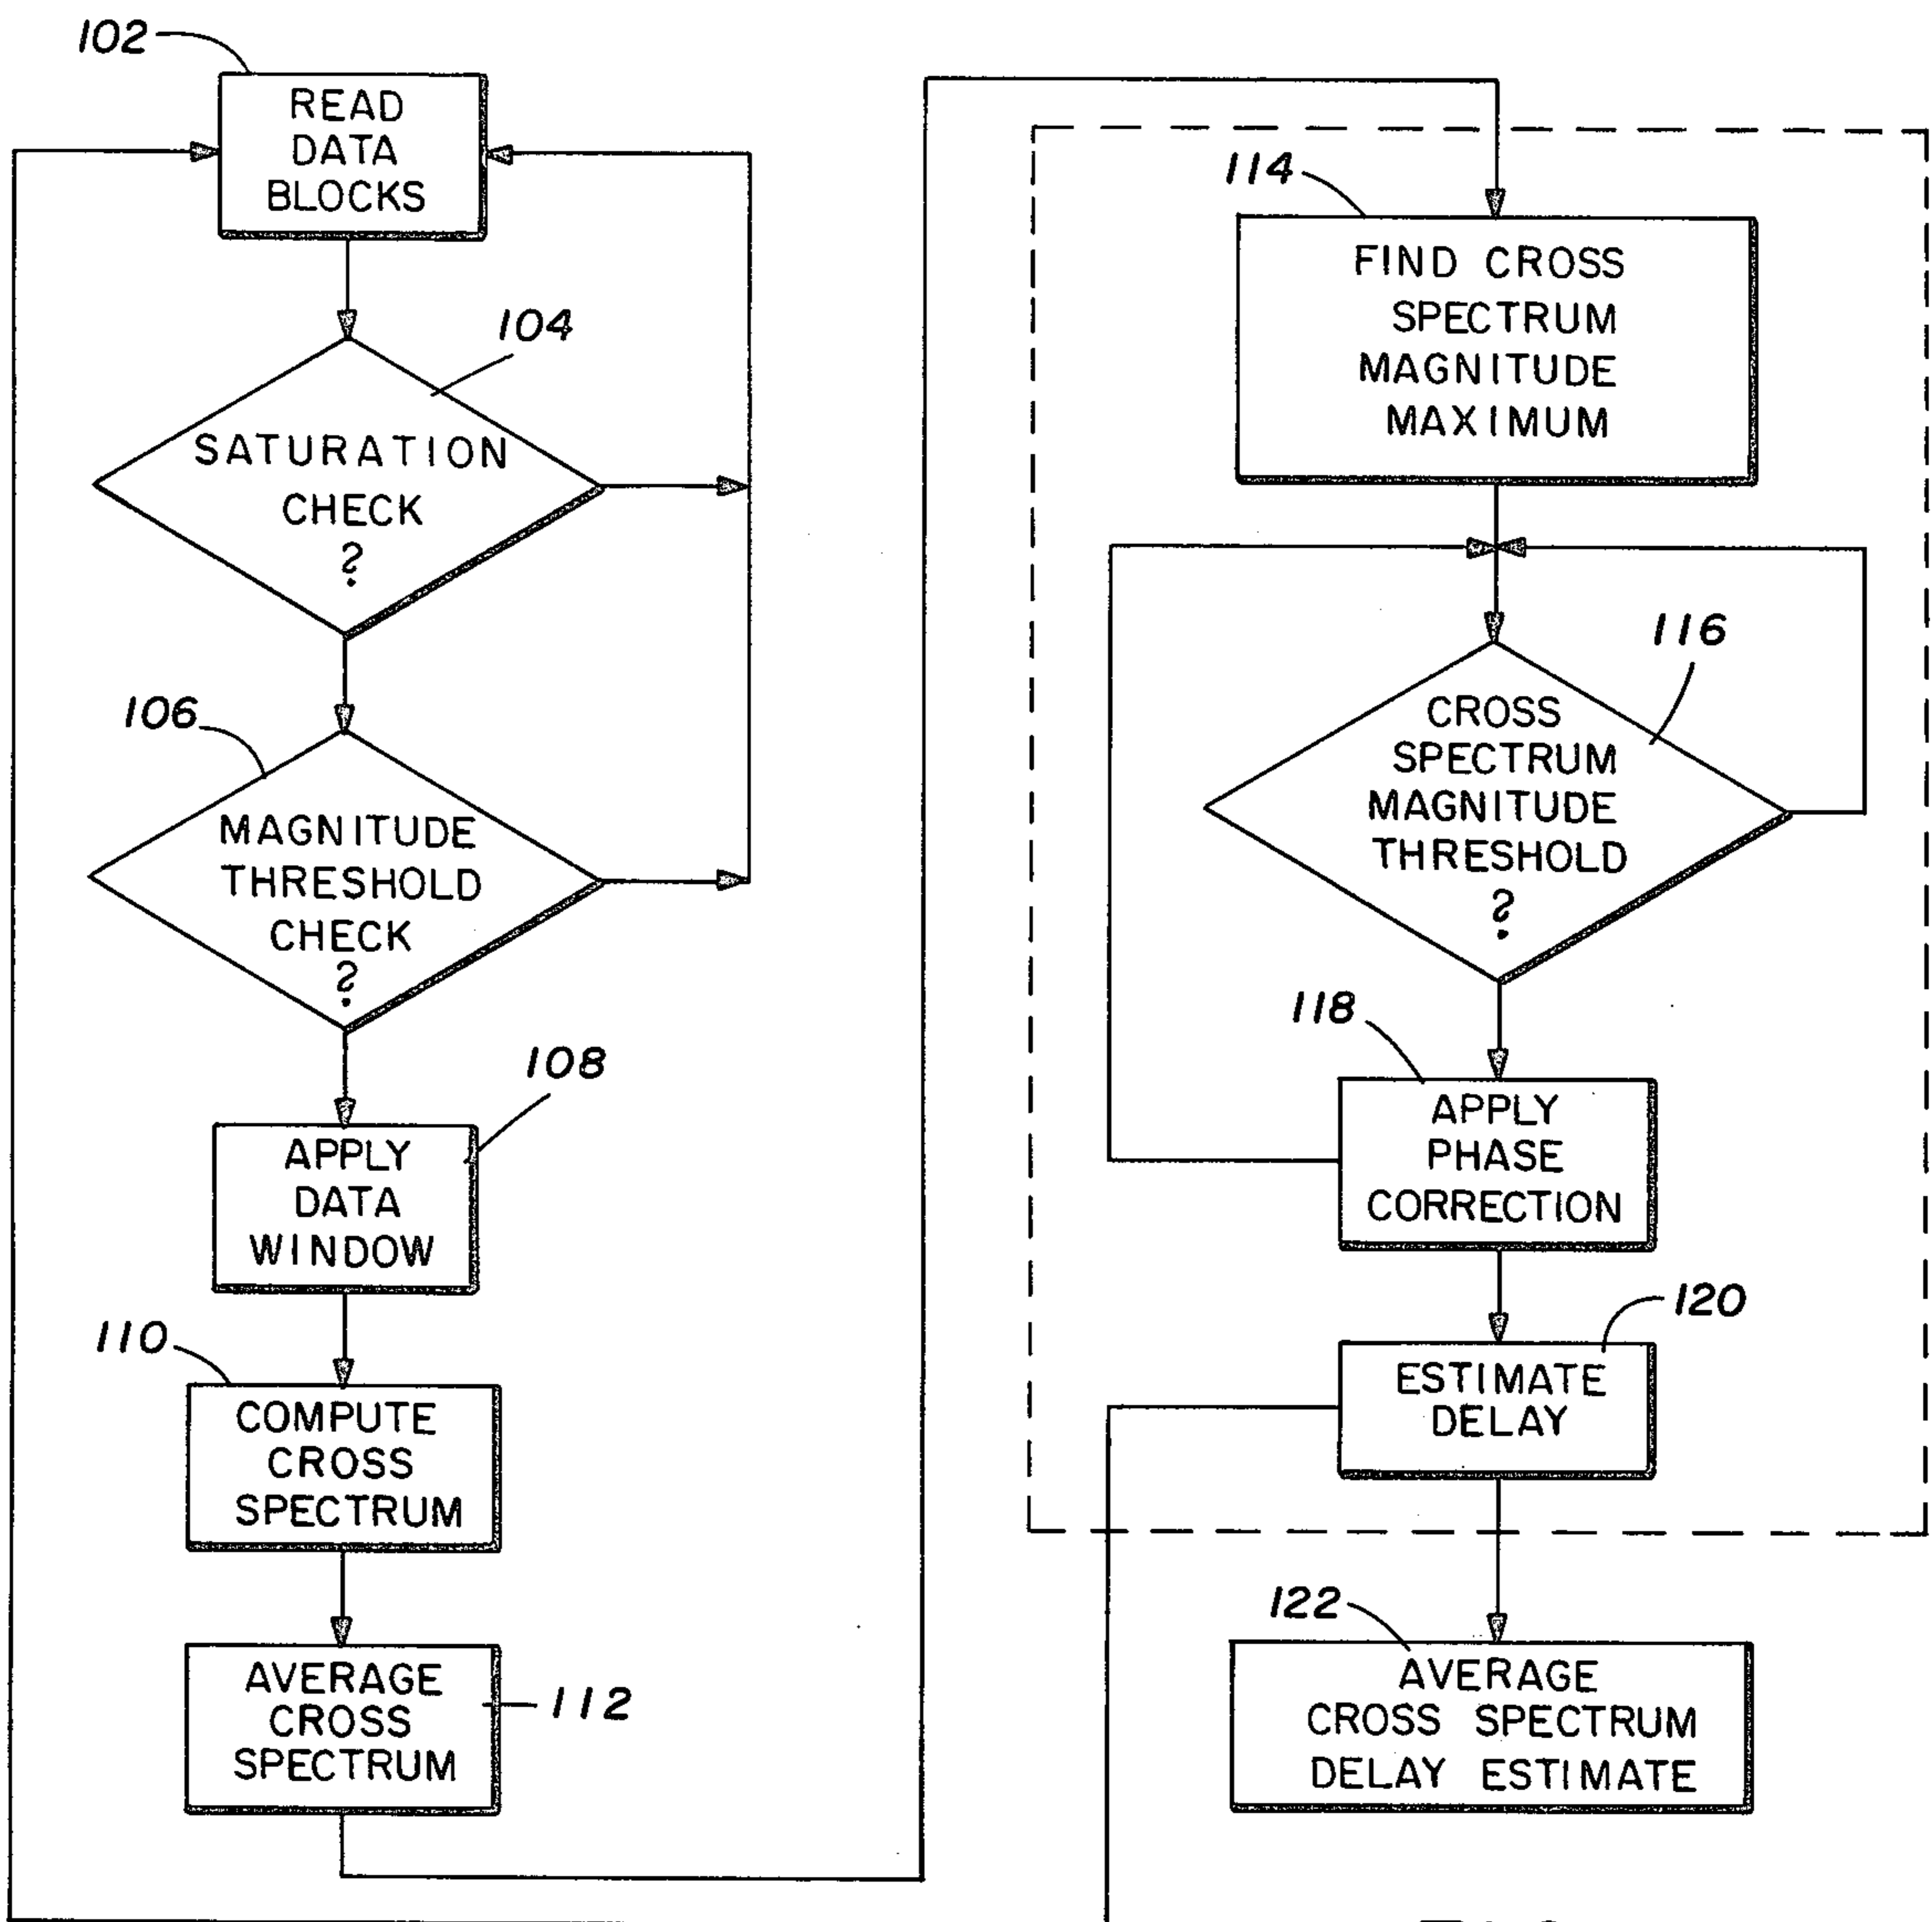 102
READ
DATA
BLOCKS
104
SATURATION
CHECK
?
106
MAGNITUDE
THRESHOLD
CHECK
?
108
APPLY
DATA
WINDOW
110
COMPUTE
CROSS
SPECTRUM
AVERAGE
CROSS
SPECTRUM
112
114
FIND CROSS
SPECTRUM
MAGNITUDE
MAXIMUM
116
CROSS
SPECTRUM
MAGNITUDE
THRESHOLD
?
118
APPLY
PHASE
CORRECTION
120
ESTIMATE
DELAY
122
AVERAGE
CROSS SPECTRUM
DELAY ESTIMATE